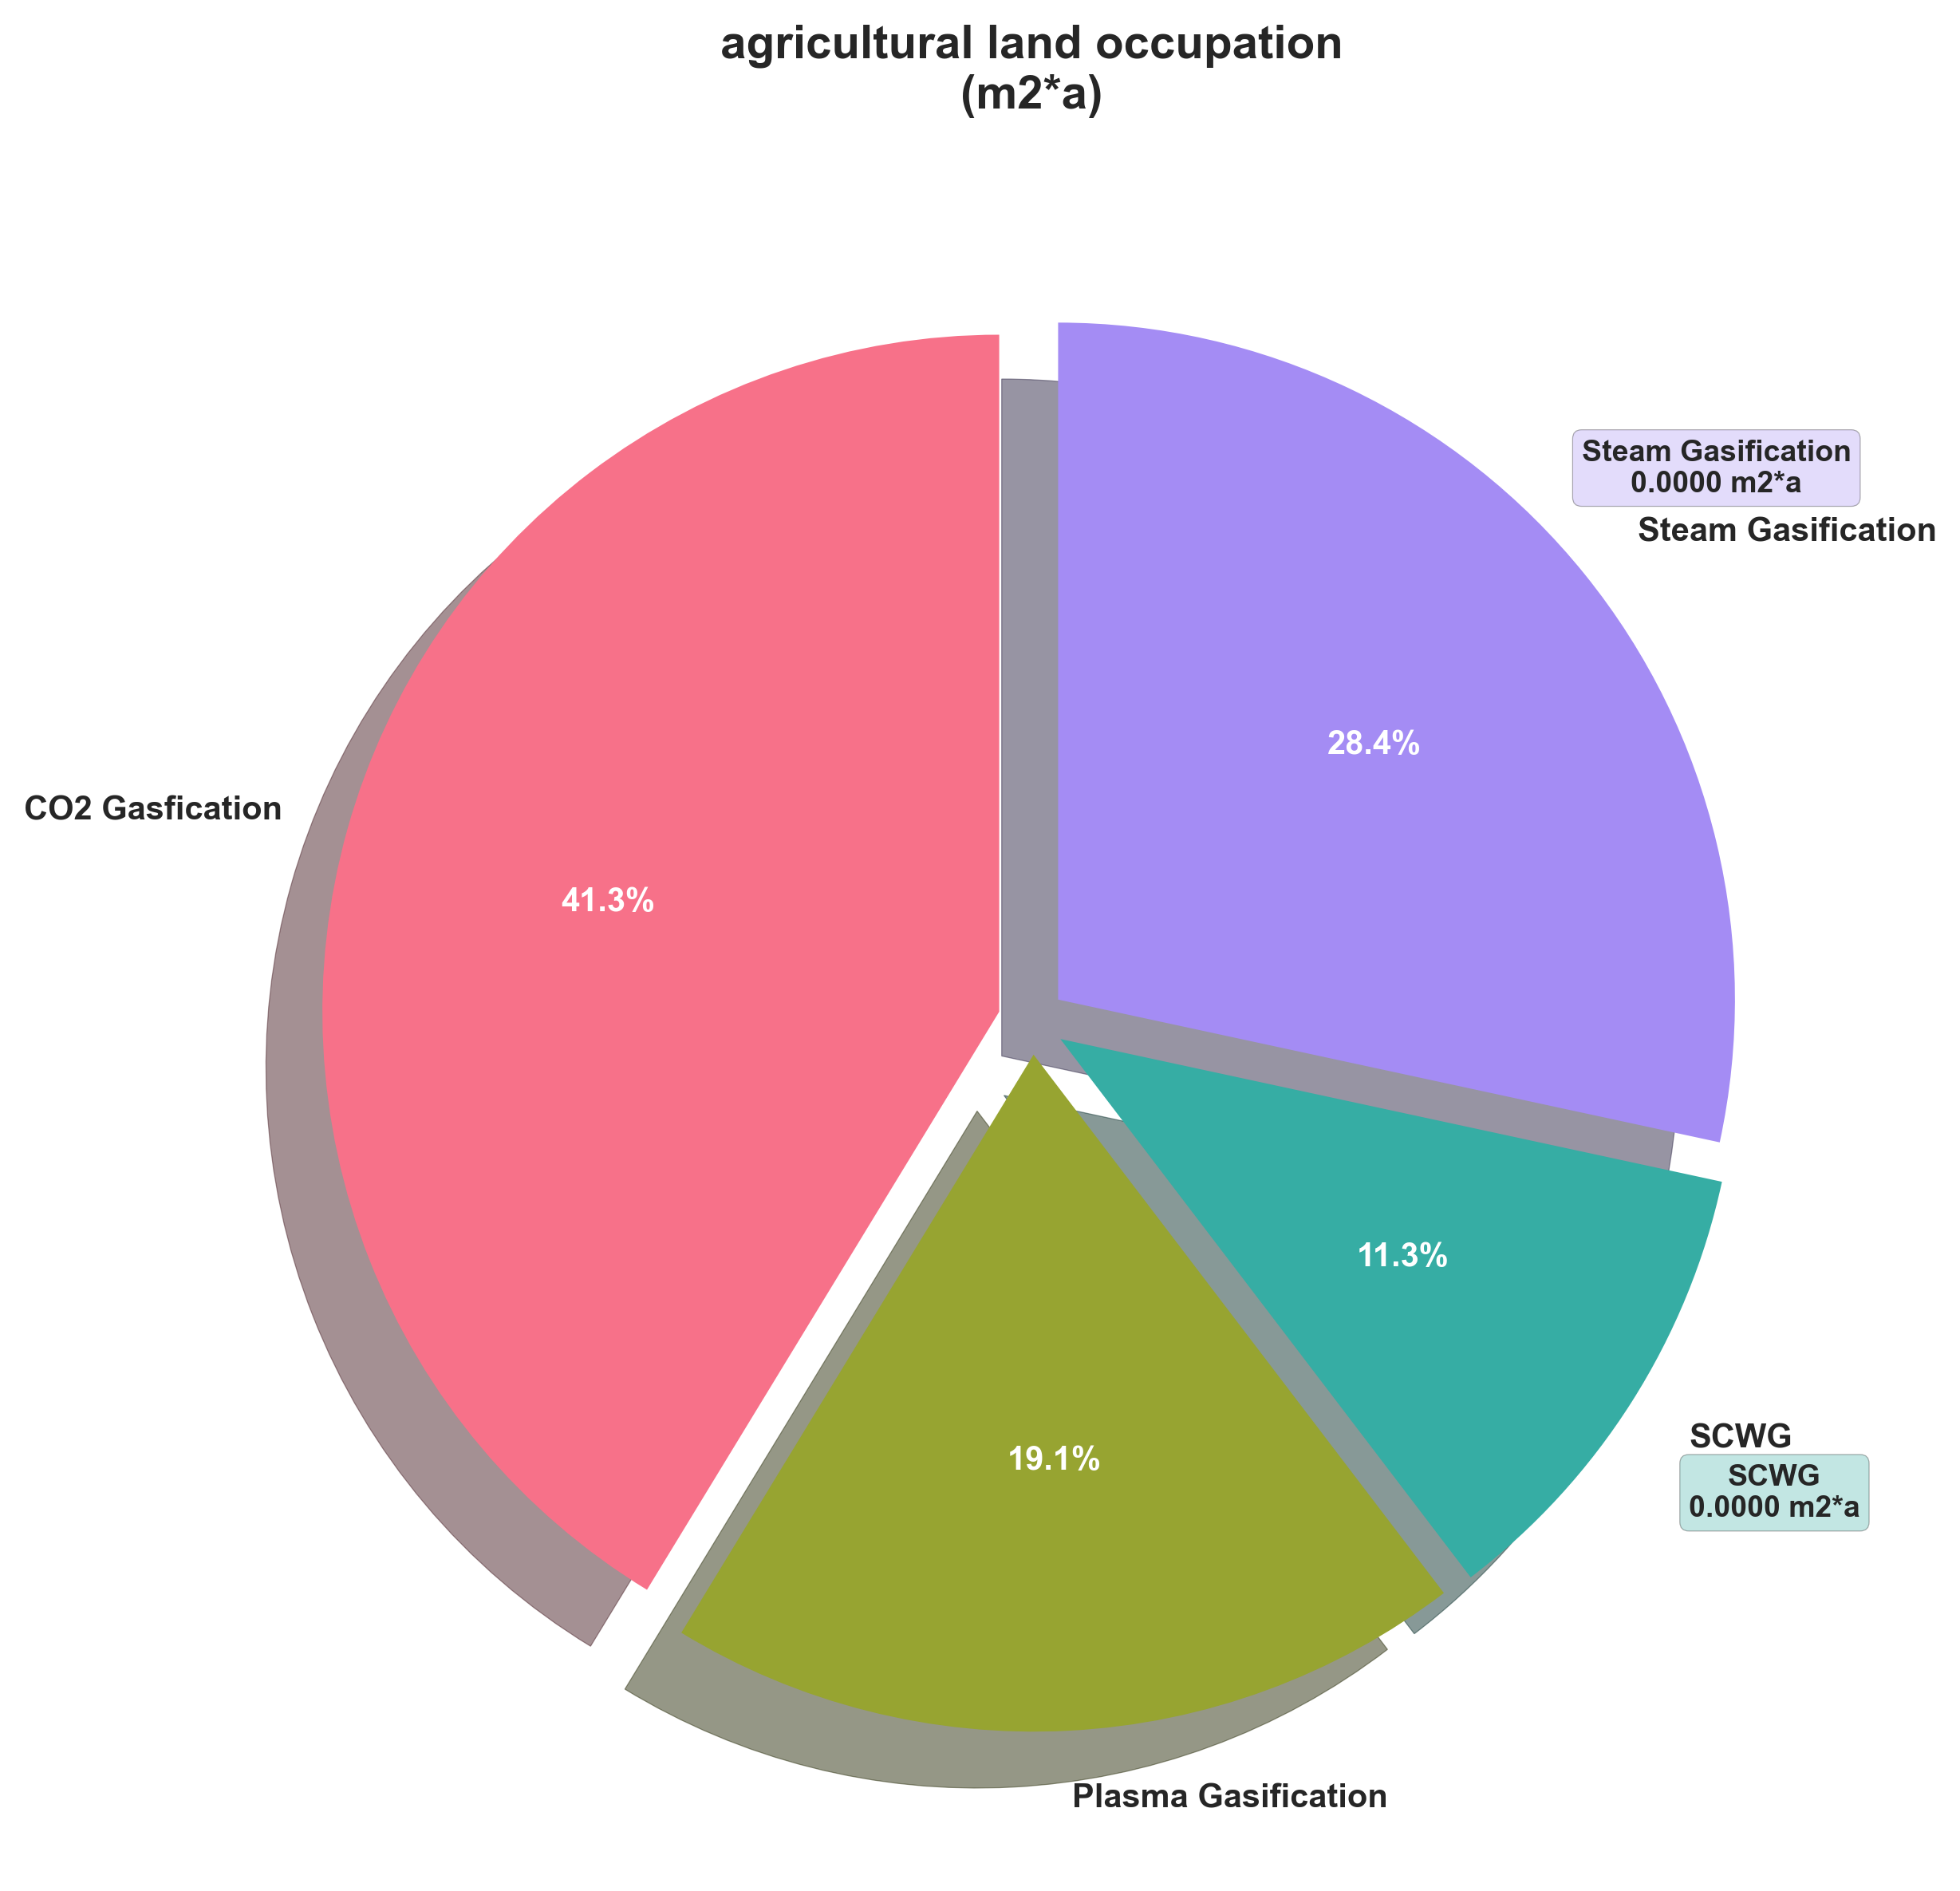 agricultural land occupation
(m2*a)
Steam Gasification
0.0000 m2*a
Steam Gasification
28.4%
CO2 Gasfication
41.3%
11.3%
SCWG
19.1%
SCWG
0.0000 m2*a
Plasma Gasification